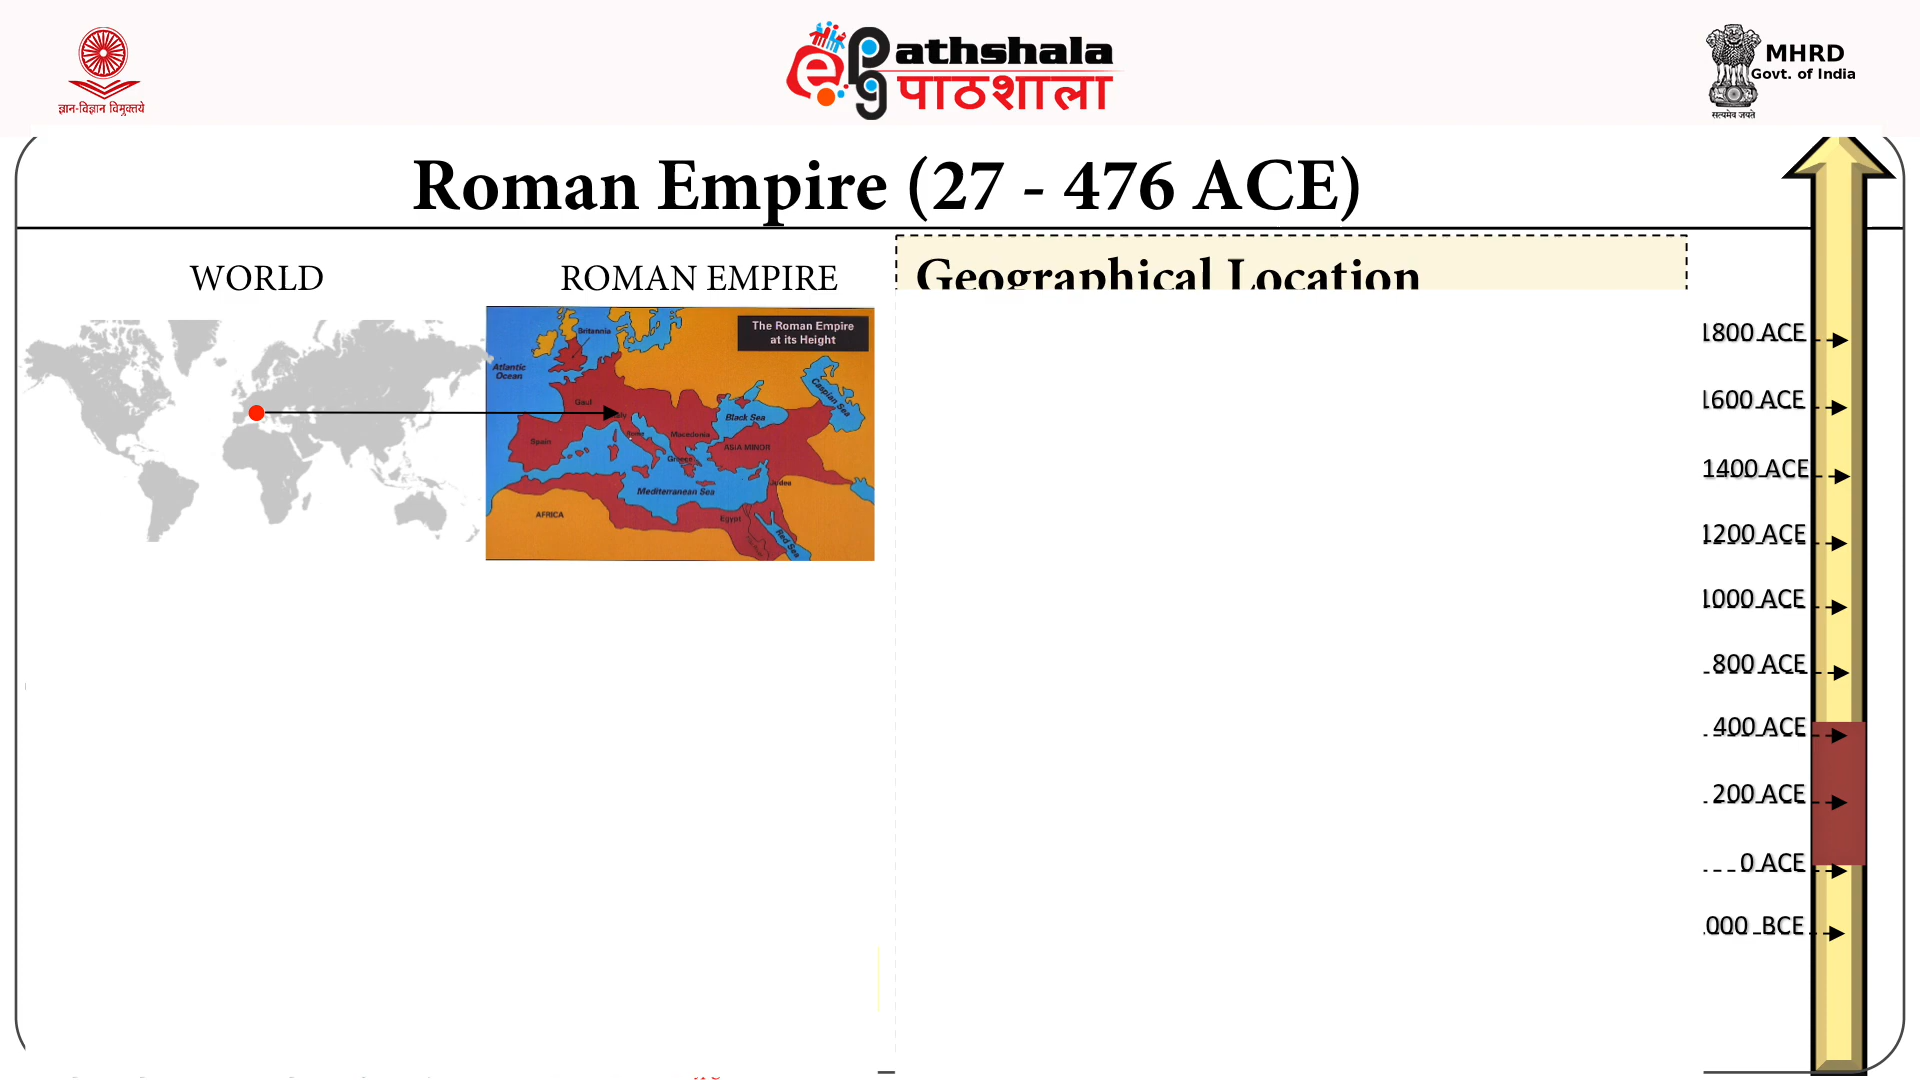 ज्ञान-विज्ञान विमुक्तये
athshala
पाठशाला
MHRD
Govt. of India
सत्यमेव जयते
Roman Empire (27 - 476 ACE)
WORLD
ROMAN EMPIRE
Geographical Location
The Roman Empire
at its Height
Britannia
Atlantic
Ocean
Caspian Sea
Gaul
Black Sea
Spain
Rome
Macedonia
ASIA MINOR
Greece
Mediterranean Sea
Judea
AFRICA
Egypt
Red Sea
1800 ACE
1600 ACE
1400 ACE
1200 ACE
1000 ACE
800 ACE
400 ACE
200 ACE
0 ACE
000 BCE